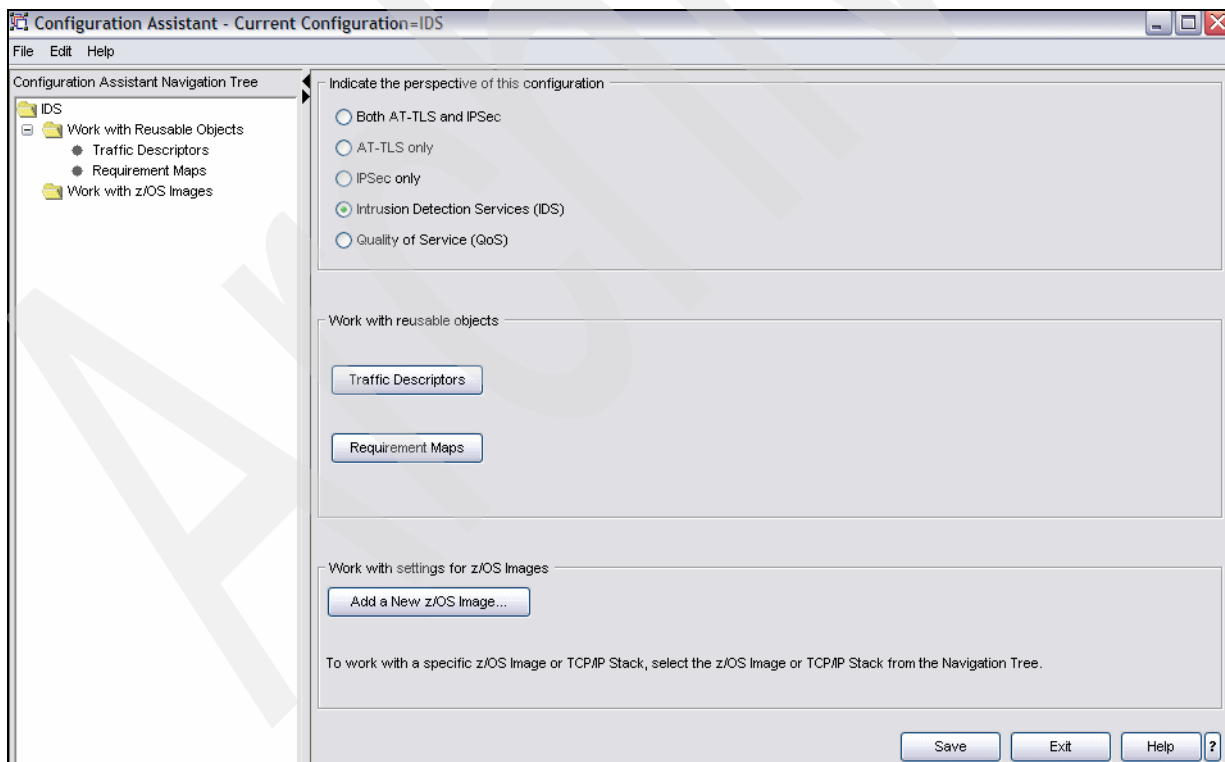 Configuration Assistant - Current Configuration=IDS
File Edit Help
Configuration Assistant Navigation Tree
IDS
Work with Reusable Objects
Traffic Descriptors
Requirement Maps
Work with z/OS Images
Indicate the perspective of this configuration
Both AT-TLS and IPSec
AT-TLS only
IPSec only
Intrusion Detection Services (IDS)
Quality of Service (QoS)
Work with reusable objects
Traffic Descriptors
Requirement Maps
Work with settings for z/OS Images
Add a New z/OS Image...
To work with a specific z/OS Image or TCP/IP Stack, select the z/OS Image or TCP/IP Stack from the Navigation Tree.
Save Exit Help ?